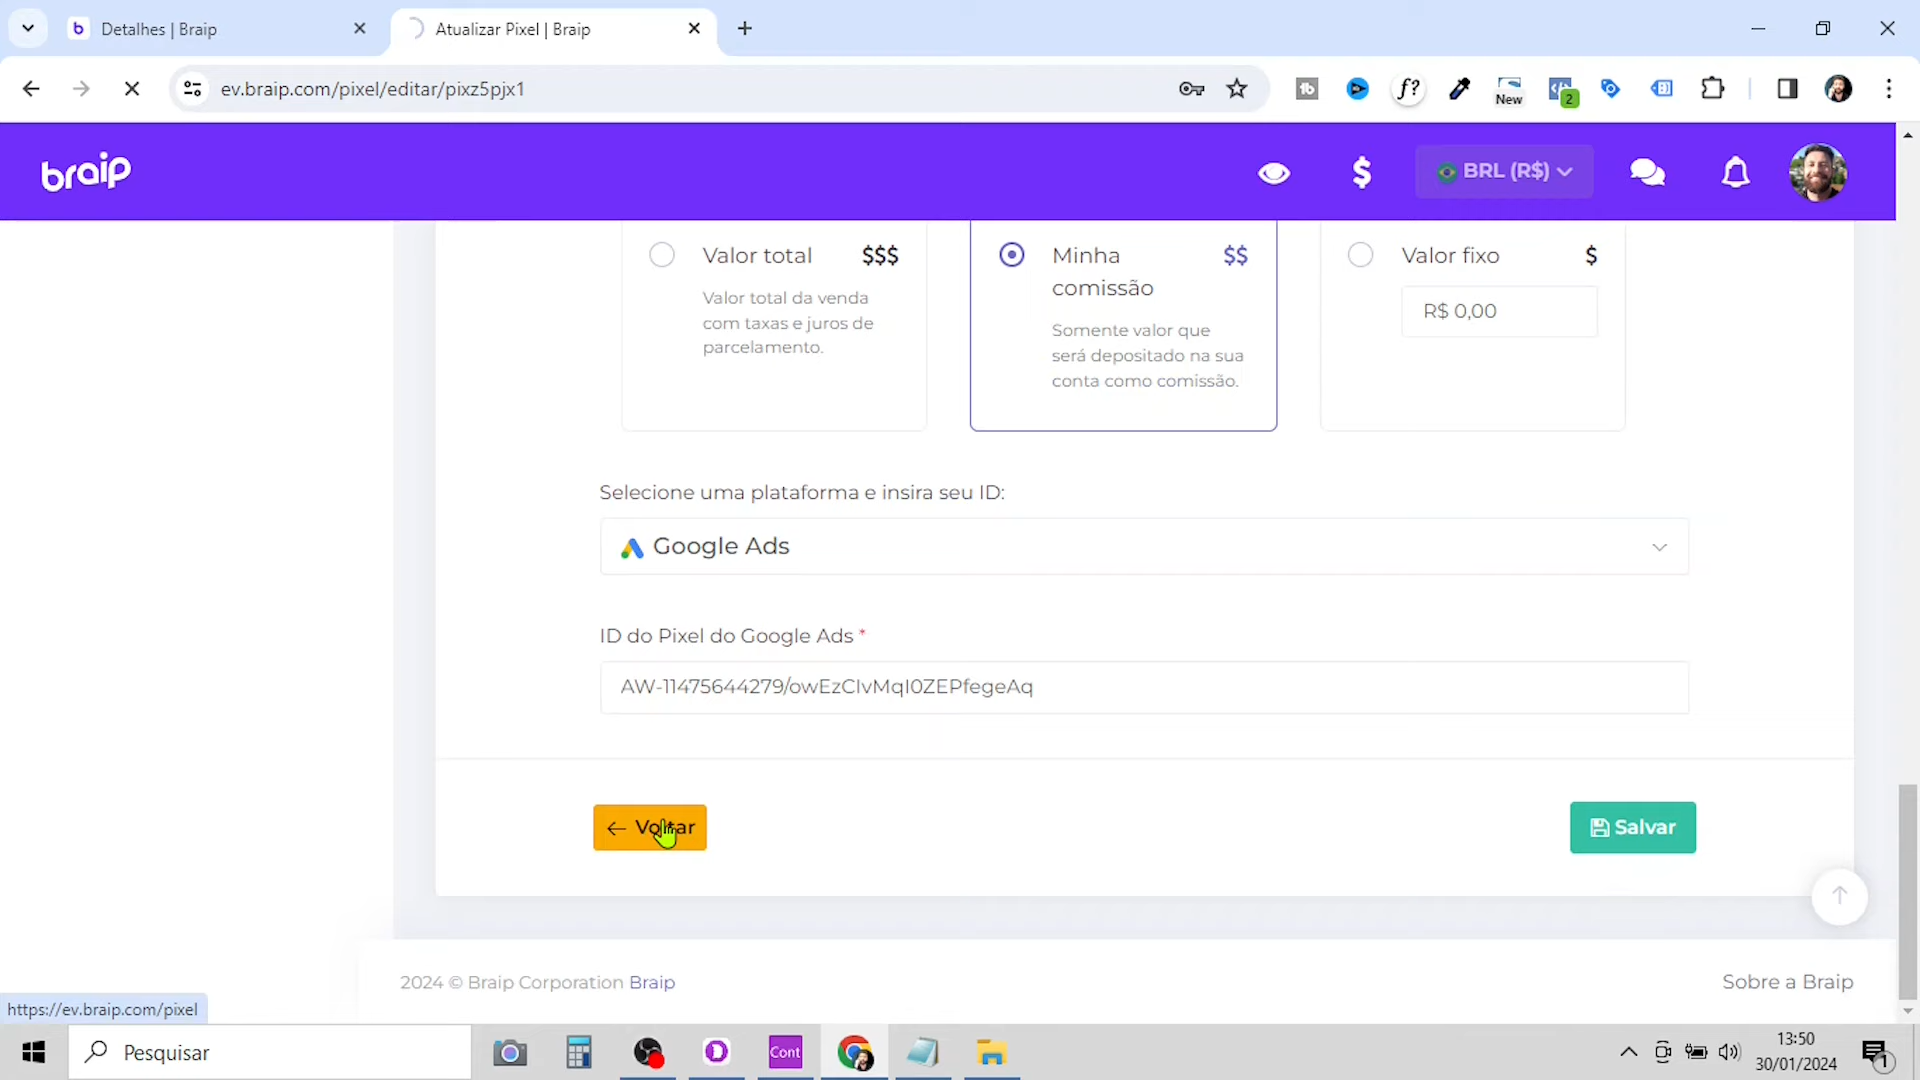 Detalhes | Braip
Atualizar Pixel | Braip
ev.braip.com/pixel/editar/pixz5pjx1
f?
New
2
braip
$
BRL (R$)
Valor total
$$$
Valor total da venda
com taxas e juros de
parcelamento.
Minha
comissão
$$
Somente valor que
será depositado na sua
conta como comissão.
Valor fixo
$
R$ 0,00
Selecione uma plataforma e insira seu ID:
Google Ads
ID do Pixel do Google Ads *
AW-11475644279/owEzCIvMqI0ZEPfegeAq
Voltar
Salvar
2024 © Braip Corporation Braip
Sobre a Braip
https://ev.braip.com/pixel
Pesquisar
Cont
13:50
30/01/2024
1